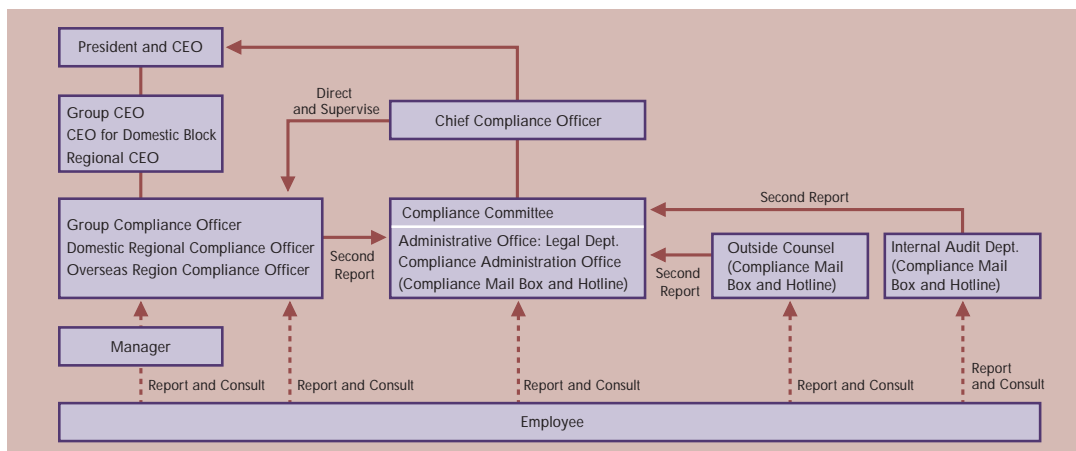 President and CEO
Direct
and Supervise
Chief Compliance Officer
Group CEO
CEO for Domestic Block
Regional CEO
Second Report
Group Compliance Officer
Domestic Regional Compliance Officer
Overseas Region Compliance Officer
Second
Report
Compliance Committee
Administrative Office: Legal Dept.
Compliance Administration Office
(Compliance Mail Box and Hotline)
Second
Report
Outside Counsel
(Compliance Mail
Box and Hotline)
Internal Audit Dept.
(Compliance Mail
Box and Hotline)
Manager
Report and Consult
Report and Consult
Report and Consult
Report and Consult
Report
and Consult
Employee